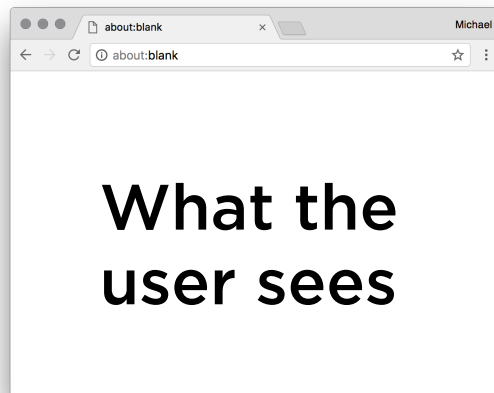 about:blank
Michael
about:blank
What the
user sees